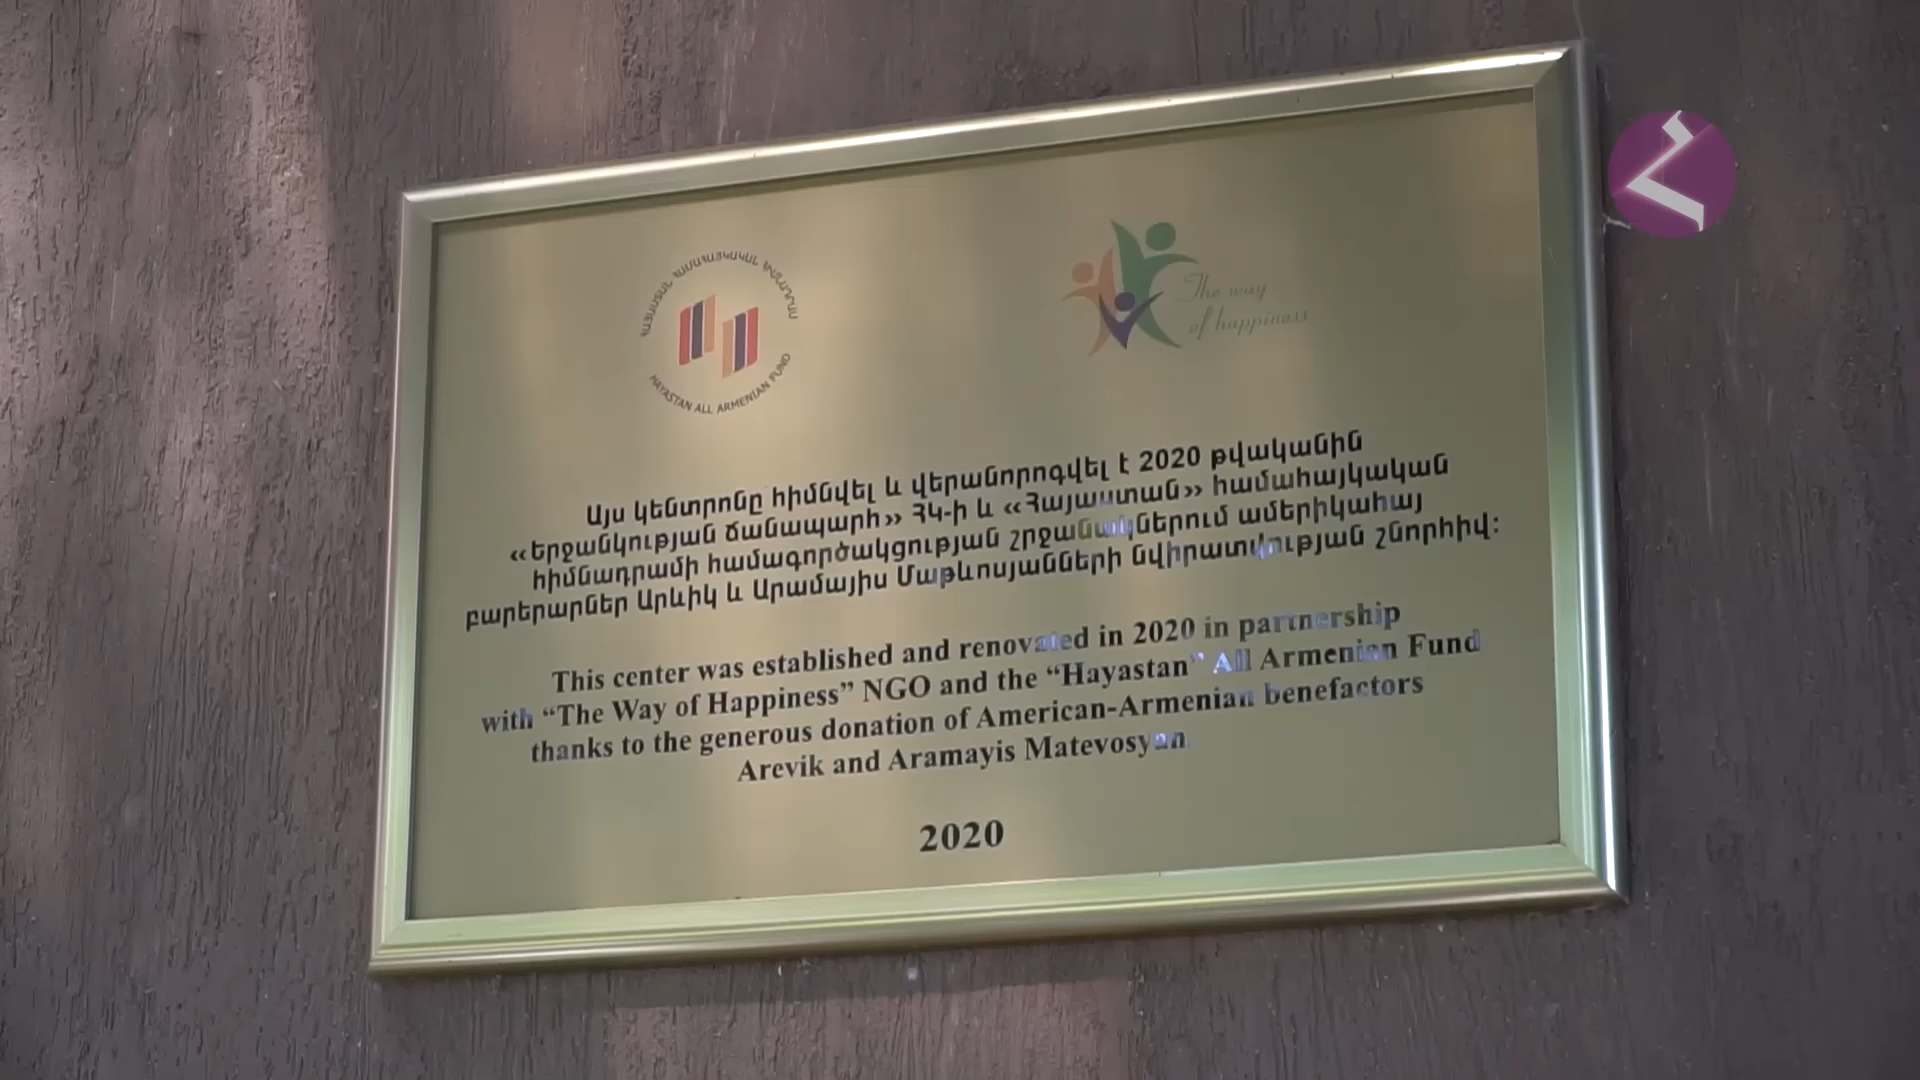 ՀԱՅԱՍՏԱՆ ՀԱՄԱՀԱՅԿԱԿԱՆ ՀԻՄՆԱԴՐԱՄ
HAYASTAN ALL ARMENIAN FUND
The way
of happiness
Այս կենտրոնը հիմնվել և վերանորոգվել է 2020 թվականին
‹‹Երջանկության ճանապարհ›› ՀԿ-ի և ‹‹Հայաստան›› համահայկական
հիմնադրամի համագործակցության շրջանակներում ամերիկահայ
բարերարներ Արևիկ և Արամայիս Մաթևոսյանների նվիրատվության շնորհիվ:
This center was established and renovated in 2020 in partnership
with “The Way of Happiness” NGO and the “Hayastan” All Armenian Fund
thanks to the generous donation of American-Armenian benefactors
Arevik and Aramayis Matevosyan
2020
Հ